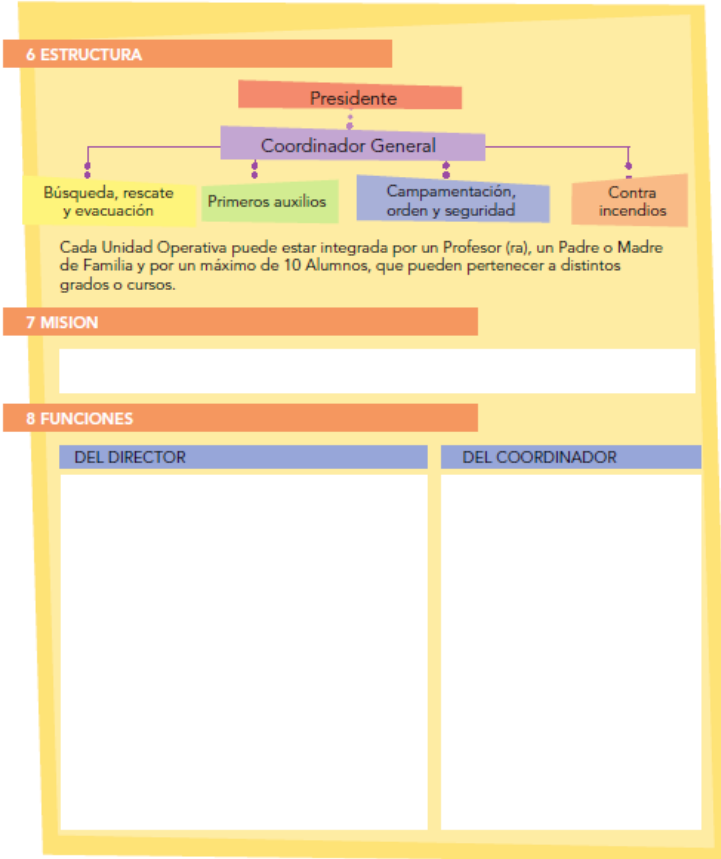 6 ESTRUCTURA
Presidente
Coordinador General
Búsqueda, rescate
y evacuación
Primeros auxilios
Campamentación,
orden y seguridad
Contra
incendios
Cada Unidad Operativa puede estar integrada por un Profesor (ra), un Padre o Madre
de Familia y por un máximo de 10 Alumnos, que pueden pertenecer a distintos
grados o cursos.
7 MISION
8 FUNCIONES
DEL DIRECTOR
DEL COORDINADOR